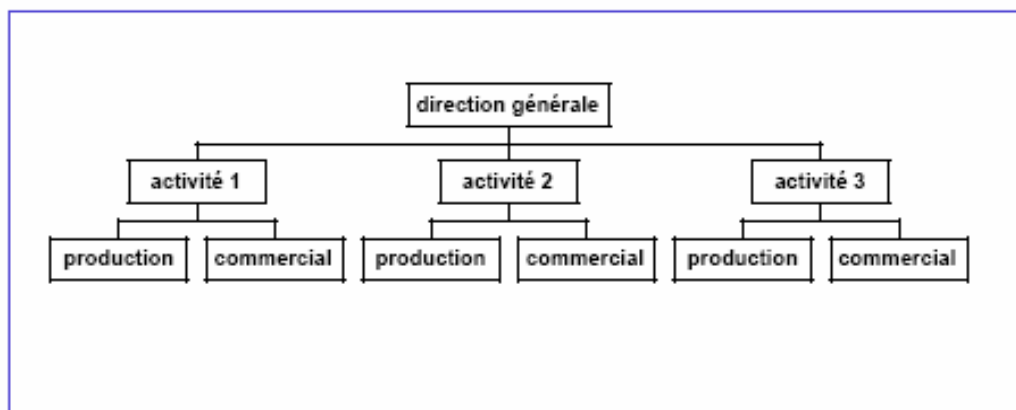 direction générale
activité 1 activité 2 activité 3
production commercial production commercial production commercial